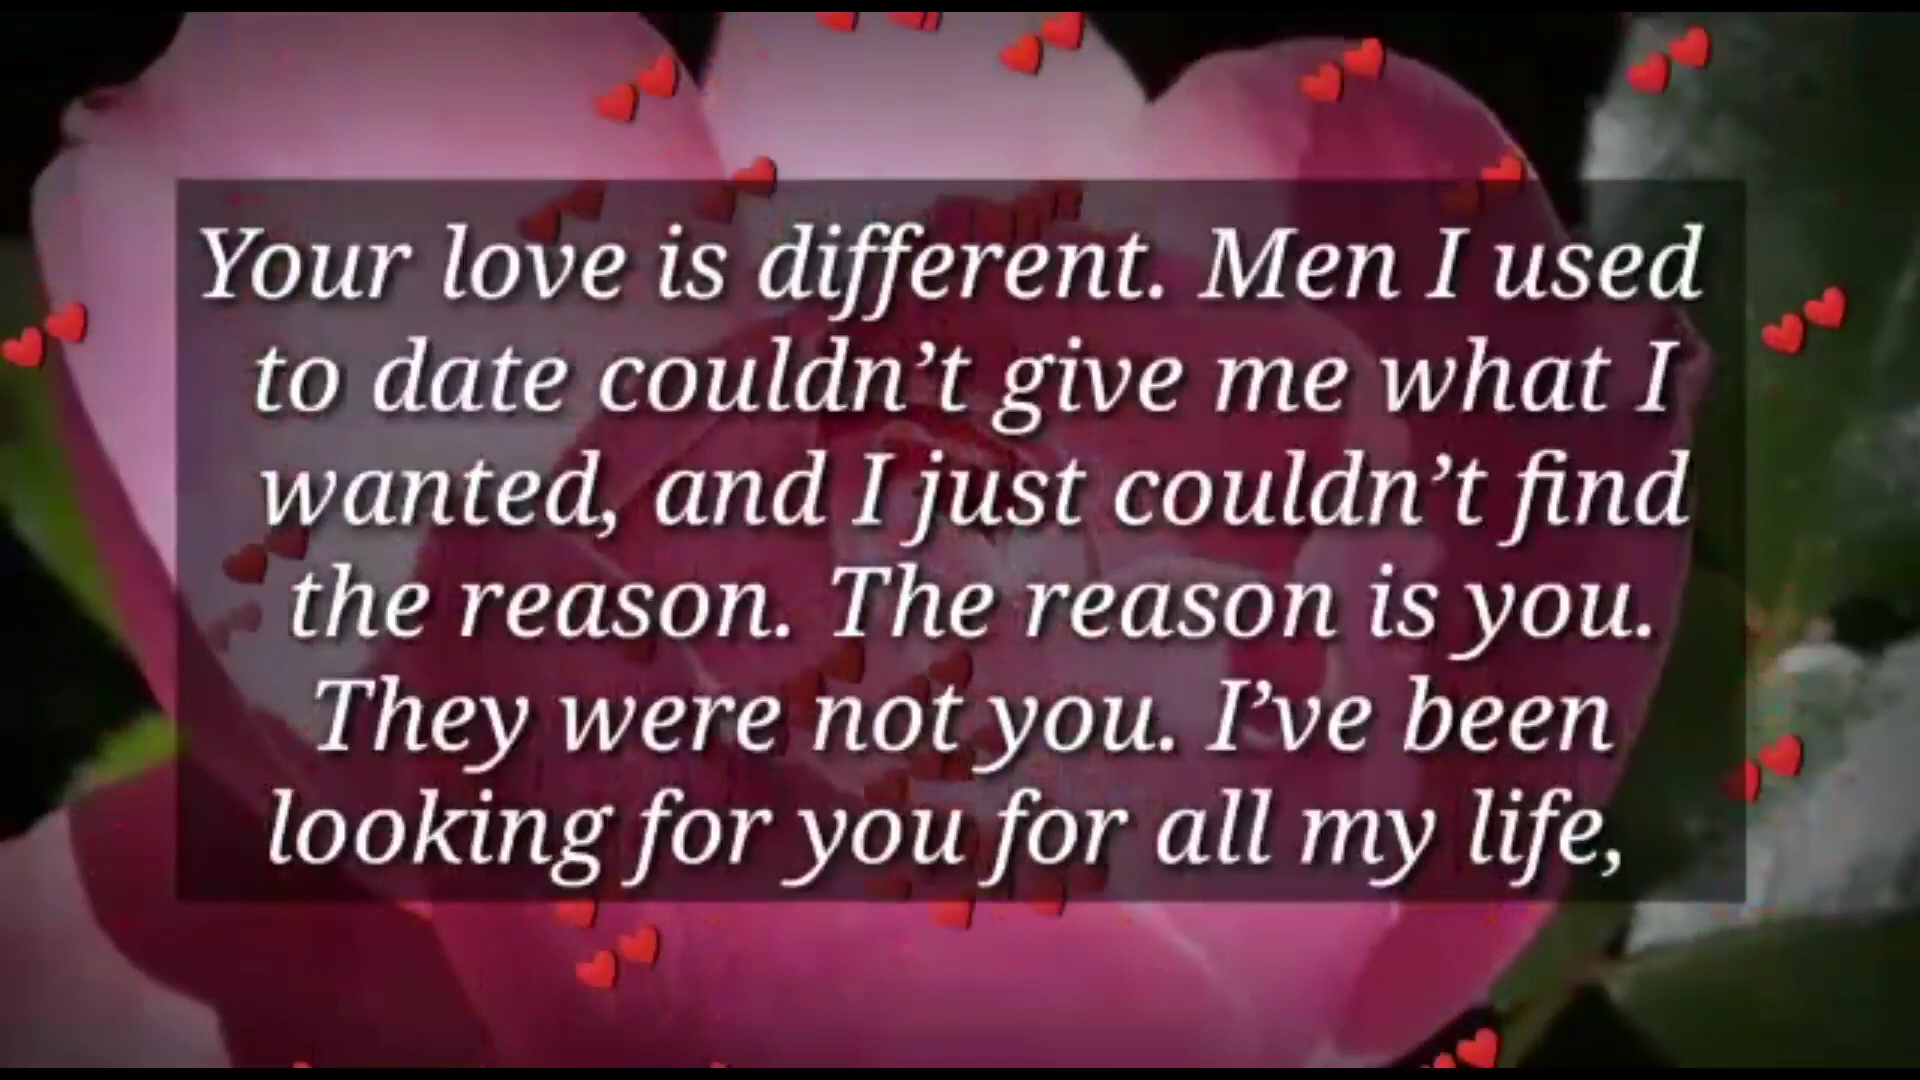 Your love is different. Men I used
to date couldn’t give me what I
wanted, and I just couldn’t find
the reason. The reason is you.
They were not you. I’ve been
looking for you for all my life,